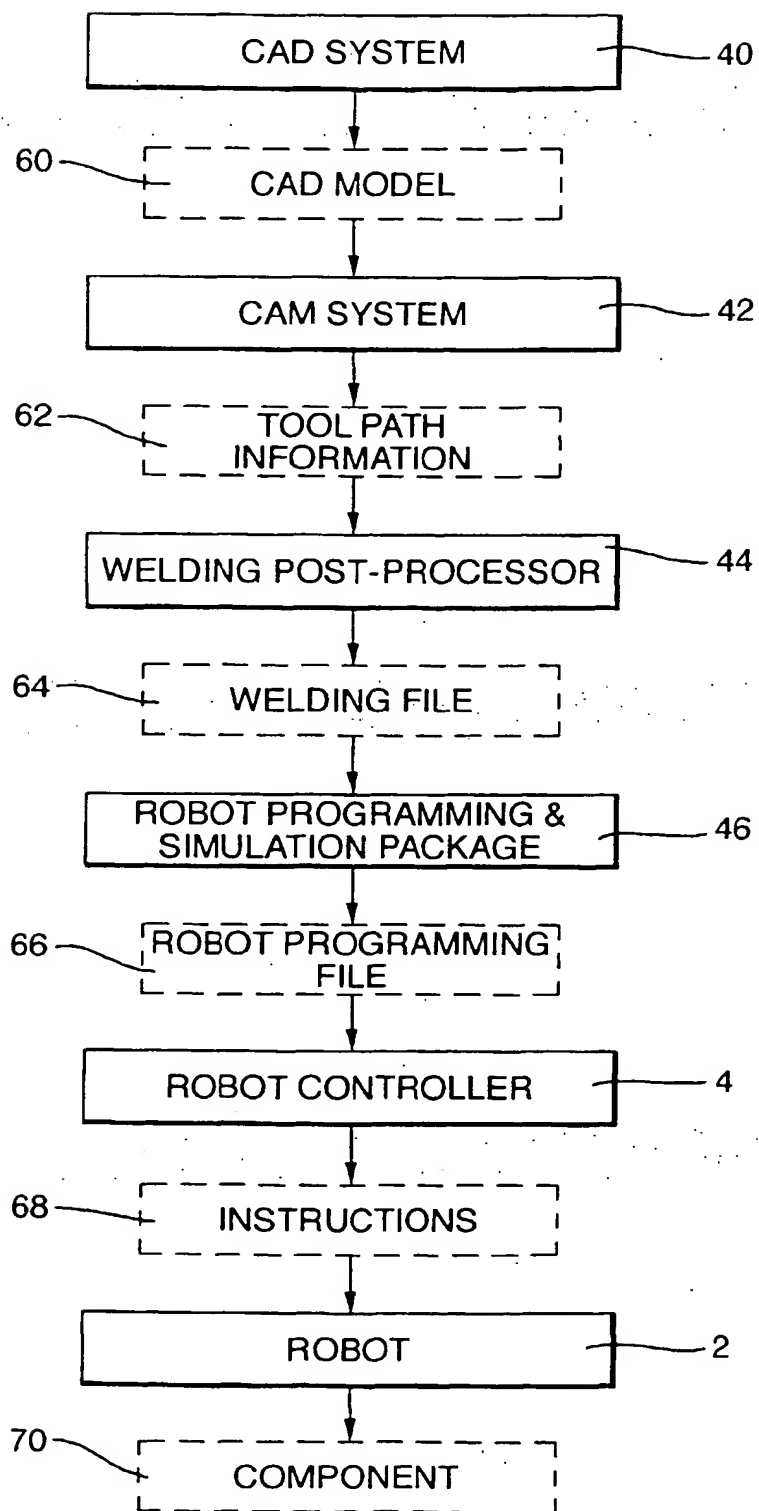 CAD SYSTEM
40
60
CAD MODEL
CAM SYSTEM
42
62
TOOL PATH
INFORMATION
WELDING POST-PROCESSOR
44
64
WELDING FILE
ROBOT PROGRAMMING &
SIMULATION PACKAGE
46
66
ROBOT PROGRAMMING
FILE
ROBOT CONTROLLER
4
68
INSTRUCTIONS
ROBOT
2
70
COMPONENT